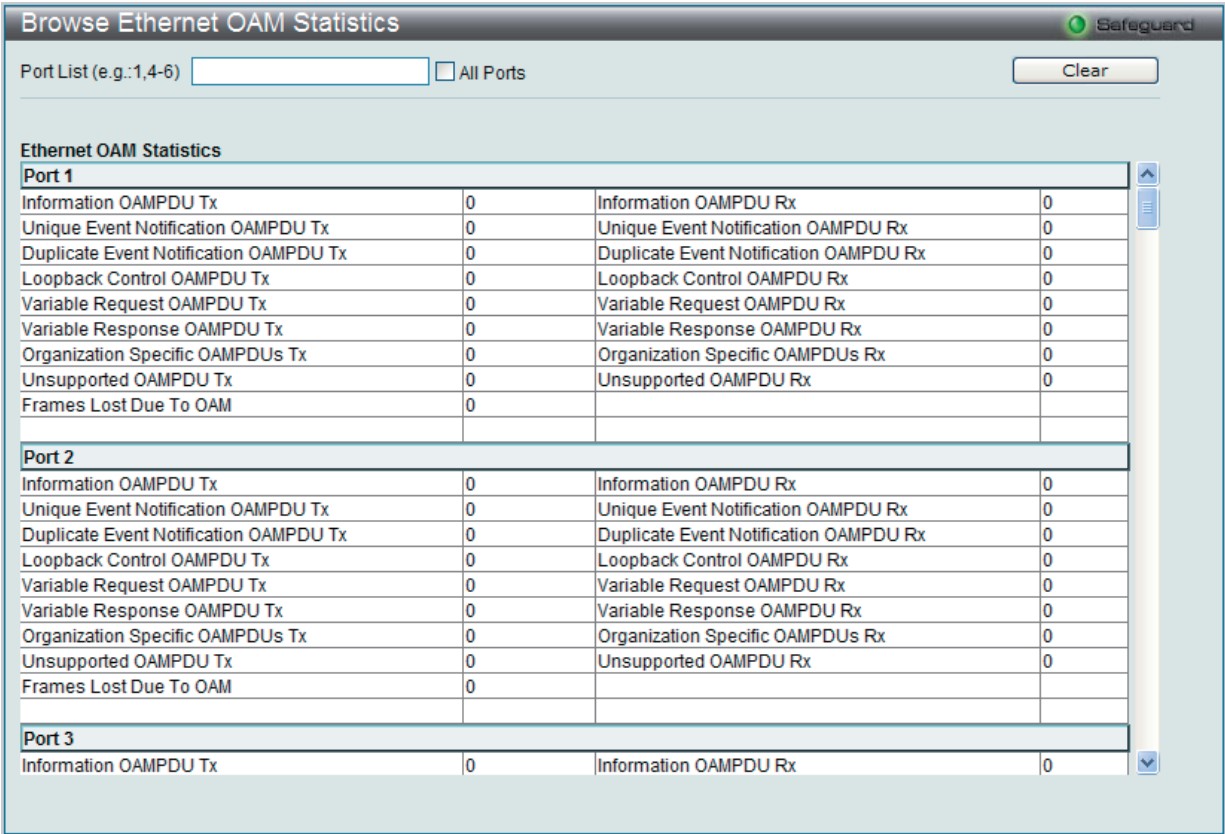 Browse Ethernet OAM Statistics Safeguard
Port List (e.g.:1,4-6) All Ports Clear
Ethernet OAM Statistics
Port 1
Information OAMPDU Tx 0 Information OAMPDU Rx 0
Unique Event Notification OAMPDU Tx 0 Unique Event Notification OAMPDU Rx 0
Duplicate Event Notification OAMPDU Tx 0 Duplicate Event Notification OAMPDU Rx 0
Loopback Control OAMPDU Tx 0 Loopback Control OAMPDU Rx 0
Variable Request OAMPDU Tx 0 Variable Request OAMPDU Rx 0
Variable Response OAMPDU Tx 0 Variable Response OAMPDU Rx 0
Organization Specific OAMPDUs Tx 0 Organization Specific OAMPDUs Rx 0
Unsupported OAMPDU Tx 0 Unsupported OAMPDU Rx 0
Frames Lost Due To OAM 0
Port 2
Information OAMPDU Tx 0 Information OAMPDU Rx 0
Unique Event Notification OAMPDU Tx 0 Unique Event Notification OAMPDU Rx 0
Duplicate Event Notification OAMPDU Tx 0 Duplicate Event Notification OAMPDU Rx 0
Loopback Control OAMPDU Tx 0 Loopback Control OAMPDU Rx 0
Variable Request OAMPDU Tx 0 Variable Request OAMPDU Rx 0
Variable Response OAMPDU Tx 0 Variable Response OAMPDU Rx 0
Organization Specific OAMPDUs Tx 0 Organization Specific OAMPDUs Rx 0
Unsupported OAMPDU Tx 0 Unsupported OAMPDU Rx 0
Frames Lost Due To OAM 0
Port 3
Information OAMPDU Tx 0 Information OAMPDU Rx 0